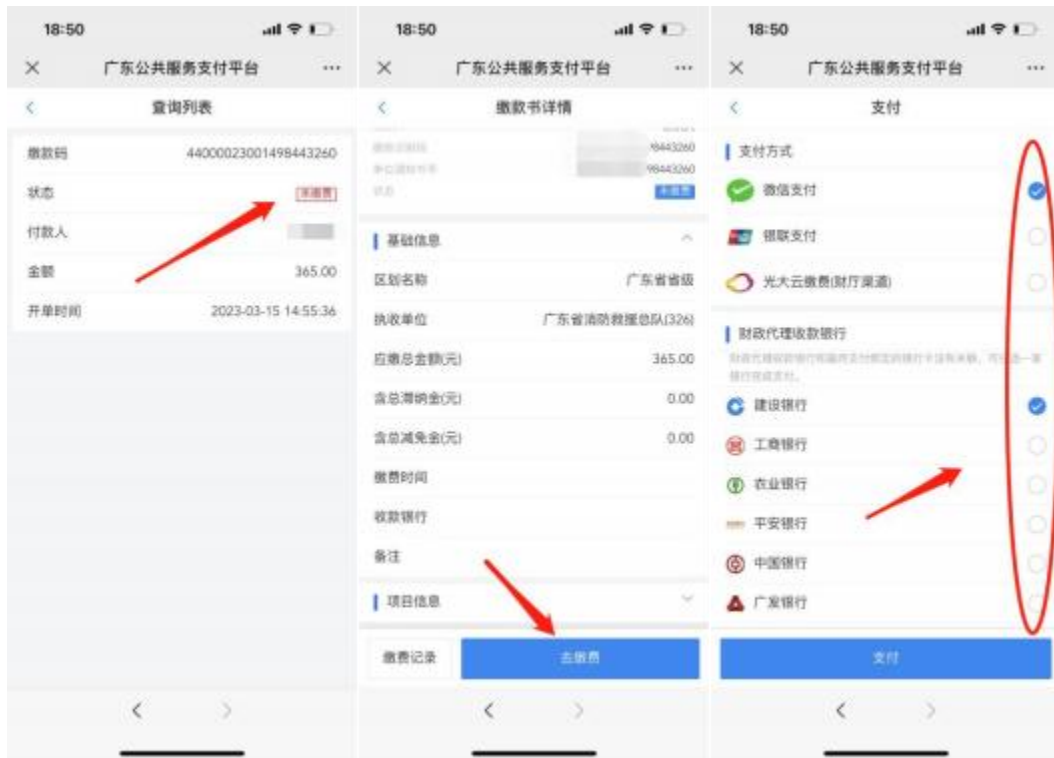 18:50
广东公共服务支付平台
查询列表
缴款码 44000023001498443260
状态 未缴费
付款人
金额 365.00
开单时间 2023-03-15 14:55:36
18:50
广东公共服务支付平台
缴款书详情
98443260
98443260
状态 未缴费
基础信息
区划名称 广东省省级
执收单位 广东省消防救援总队(326)
应缴总金额(元) 365.00
含总滞纳金(元) 0.00
含总减免金(元) 0.00
缴费时间
收款银行
备注
项目信息
缴费记录 去缴费
18:50
广东公共服务支付平台
支付
支付方式
微信支付
银联支付
光大云缴费(财厅渠道)
财政代理收款银行
银行完成支付。
建设银行
工商银行
农业银行
平安银行
中国银行
广发银行
支付